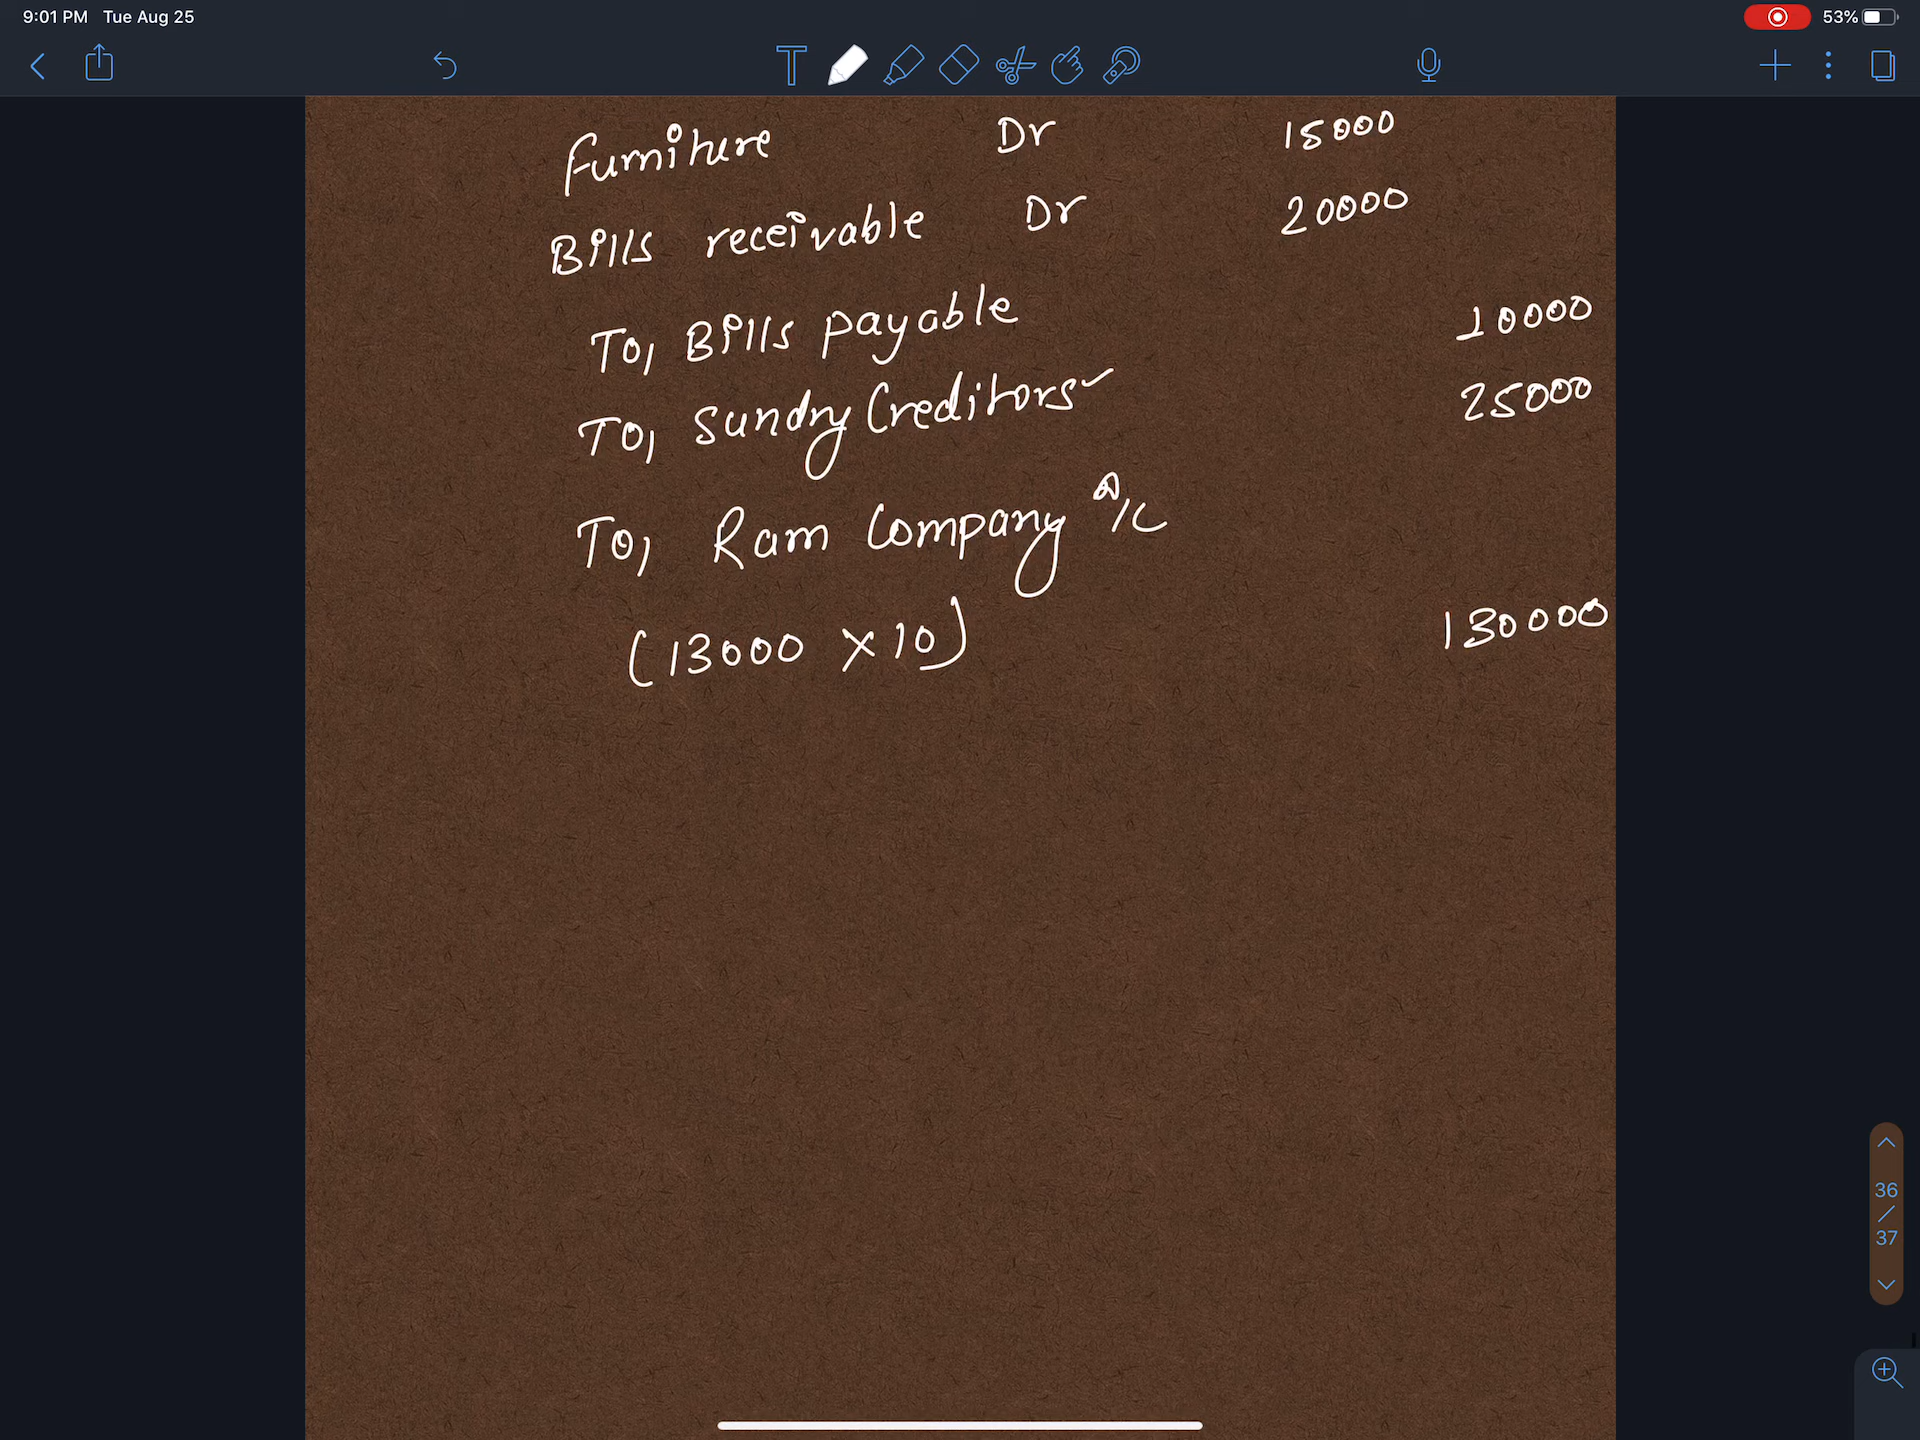 9:01 PM Tue Aug 25 53%
Furniture Dr 15000
Bills receivable Dr 20000
To, Bills payable 10000
To, Sundry Creditors 25000
To, Ram Company A/C
(13000 × 10) 130000
36
/
37